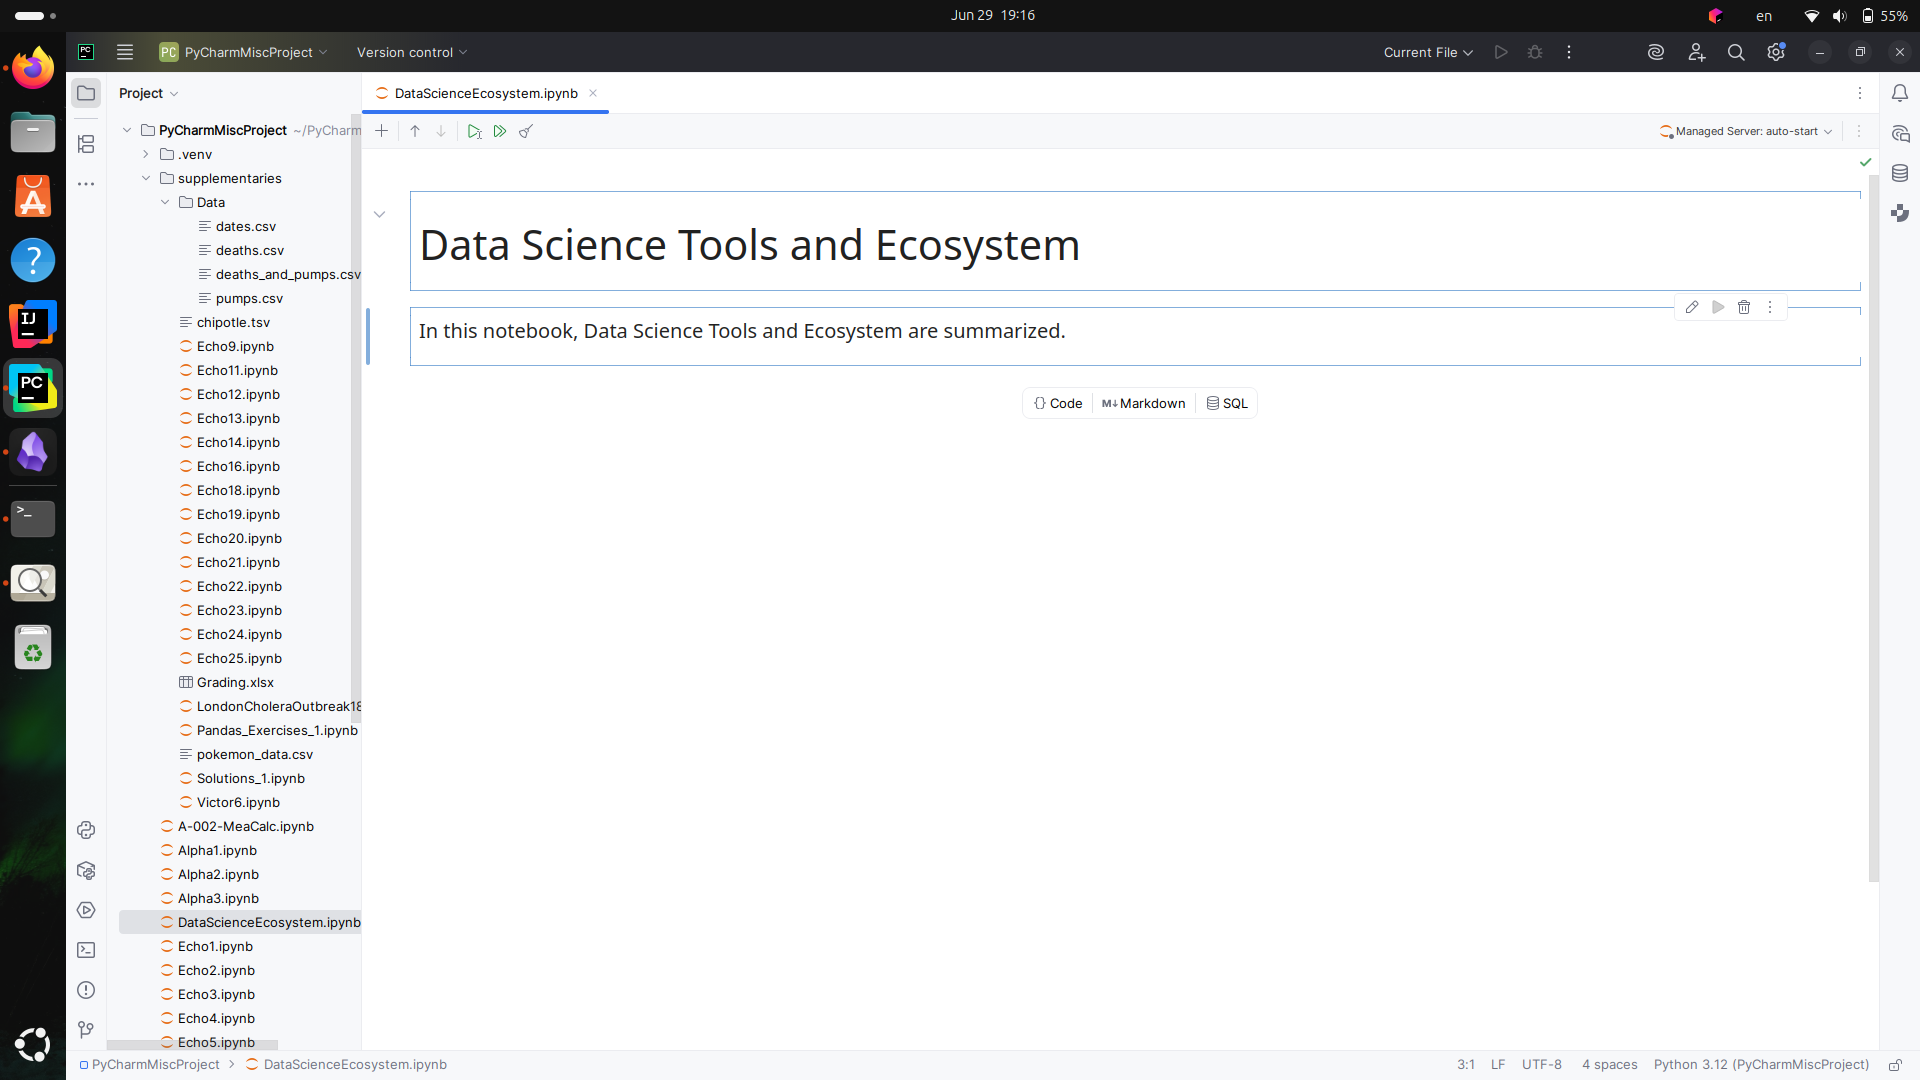 Jun 29 19:16
en
55%
PC
PC PyCharmMiscProject
Version control
Current File
Project
DataScienceEcosystem.ipynb
PyCharmMiscProject ~/PyCharm
Managed Server: auto-start
.venv
supplementaries
Data
dates.csv
deaths.csv
deaths_and_pumps.csv
pumps.csv
chipotle.tsv
Echo9.ipynb
Echo11.ipynb
Echo12.ipynb
Echo13.ipynb
Echo14.ipynb
Echo16.ipynb
Echo18.ipynb
Echo19.ipynb
Echo20.ipynb
Echo21.ipynb
Echo22.ipynb
Echo23.ipynb
Echo24.ipynb
Echo25.ipynb
Grading.xlsx
LondonCholeraOutbreak18
Pandas_Exercises_1.ipynb
pokemon_data.csv
Solutions_1.ipynb
Victor6.ipynb
A-002-MeaCalc.ipynb
Alpha1.ipynb
Alpha2.ipynb
Alpha3.ipynb
DataScienceEcosystem.ipynb
Echo1.ipynb
Echo2.ipynb
Echo3.ipynb
Echo4.ipynb
Echo5.ipynb
Data Science Tools and Ecosystem
In this notebook, Data Science Tools and Ecosystem are summarized.
{} Code
M↓ Markdown
SQL
IJ
PC
>_
PyCharmMiscProject > DataScienceEcosystem.ipynb
3:1 LF UTF-8 4 spaces Python 3.12 (PyCharmMiscProject)